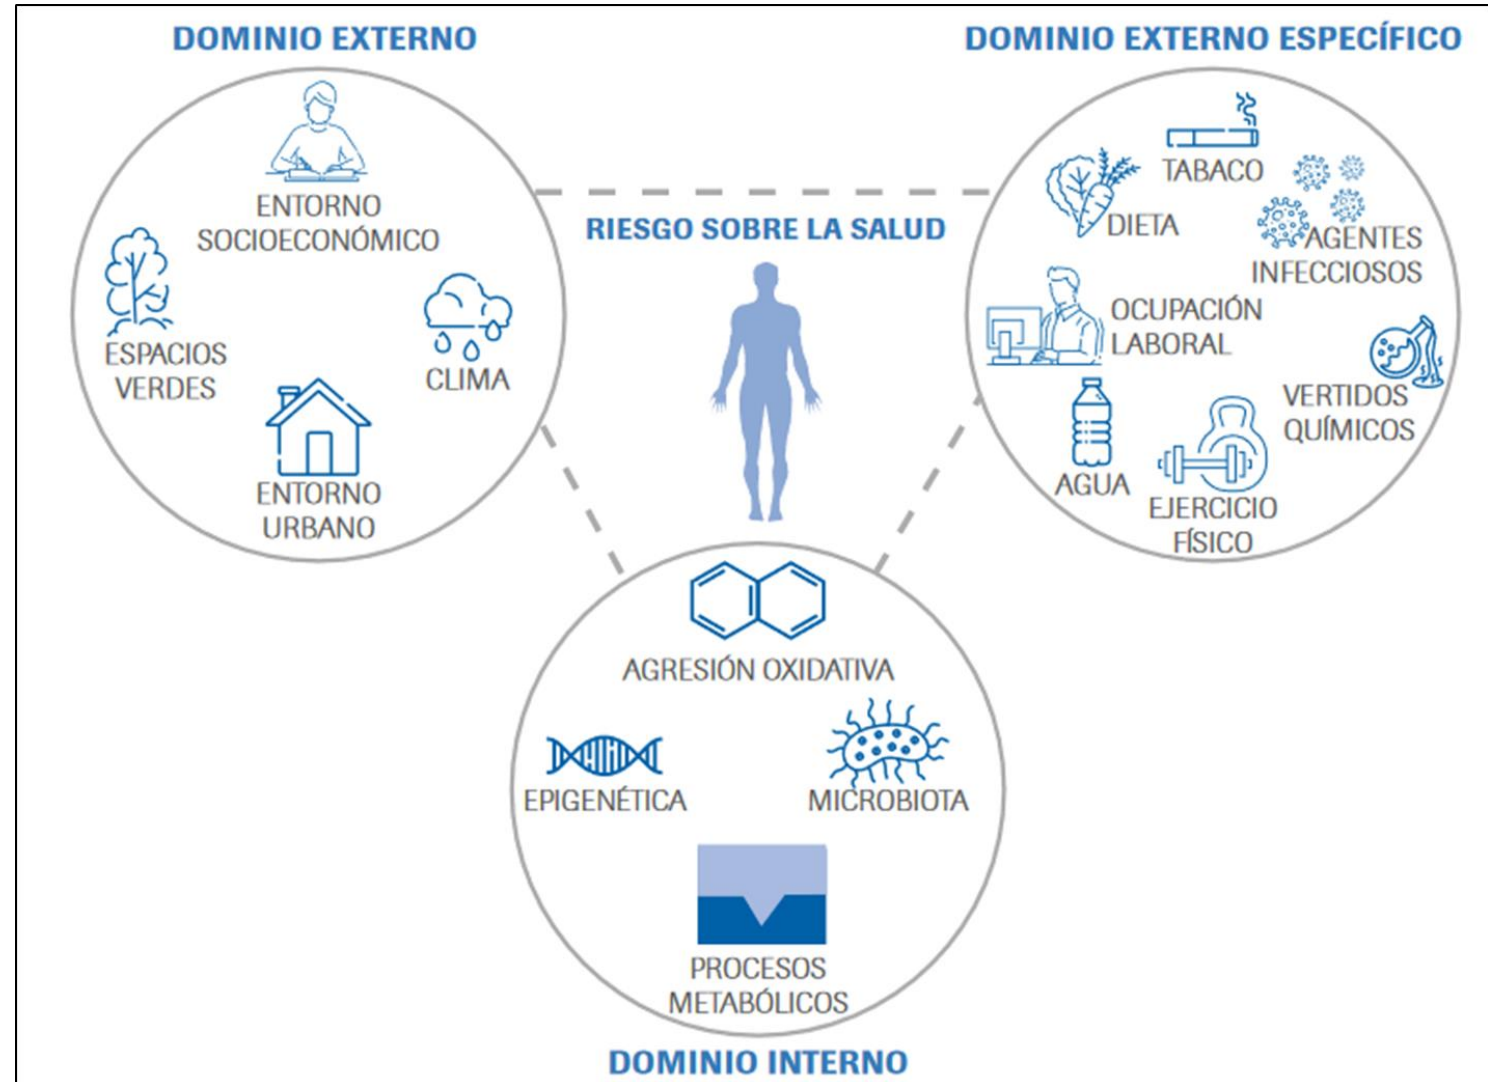 DOMINIO EXTERNO
ENTORNO
SOCIOECONÓMICO
ESPACIOS
VERDES
CLIMA
ENTORNO
URBANO
RIESGO SOBRE LA SALUD
DOMINIO EXTERNO ESPECÍFICO
TABACO
DIETA
AGENTES
INFECCIOSOS
OCUPACIÓN
LABORAL
VERTIDOS
QUÍMICOS
AGUA
EJERCICIO
FÍSICO
AGRESIÓN OXIDATIVA
EPIGENÉTICA
MICROBIOTA
PROCESOS
METABÓLICOS
DOMINIO INTERNO